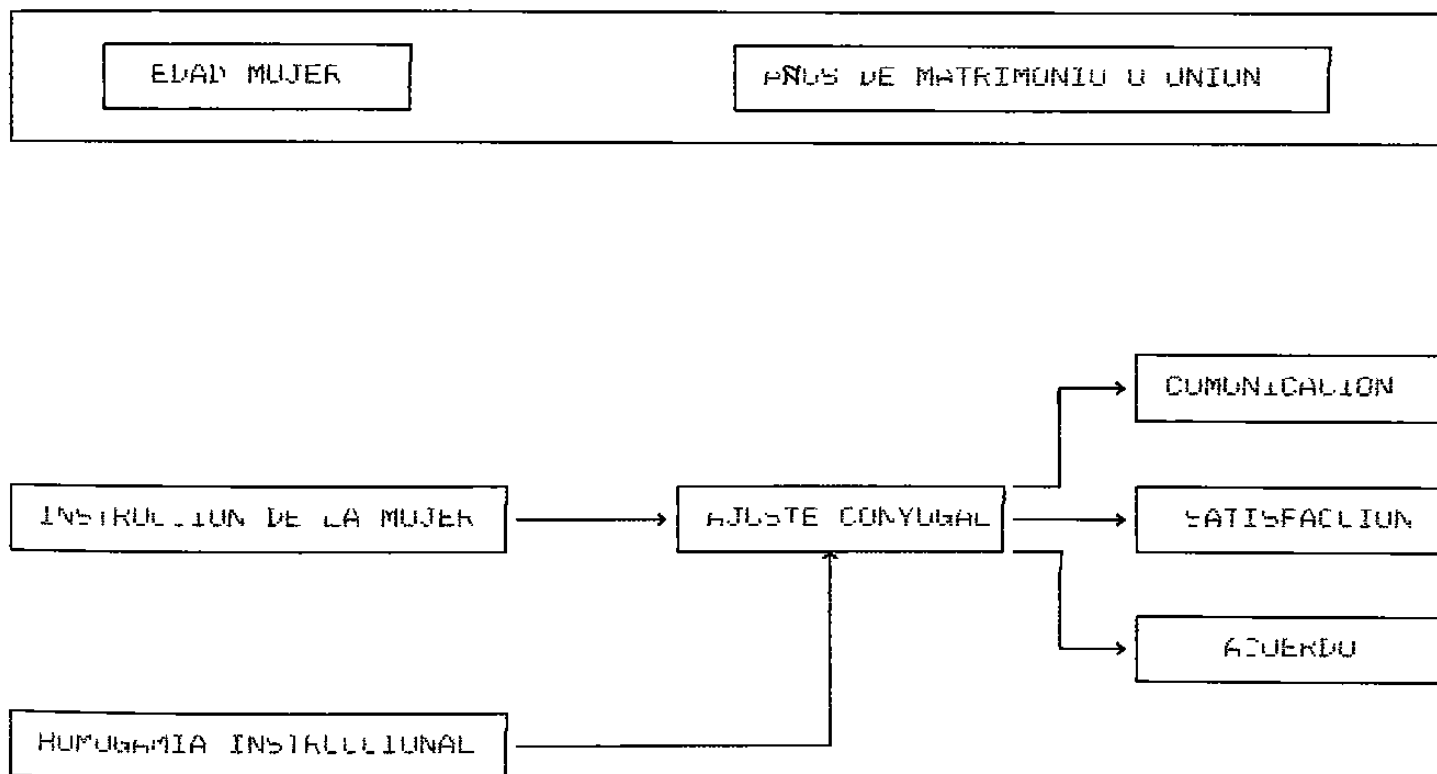 EDAD MUJER
AÑOS DE MATRIMONIO O UNION
COMUNICACION
INSTRUCCION DE LA MUJER
AJUSTE CONYUGAL
SATISFACCION
ACUERDO
HOMOGAMIA INSTRUCCIONAL